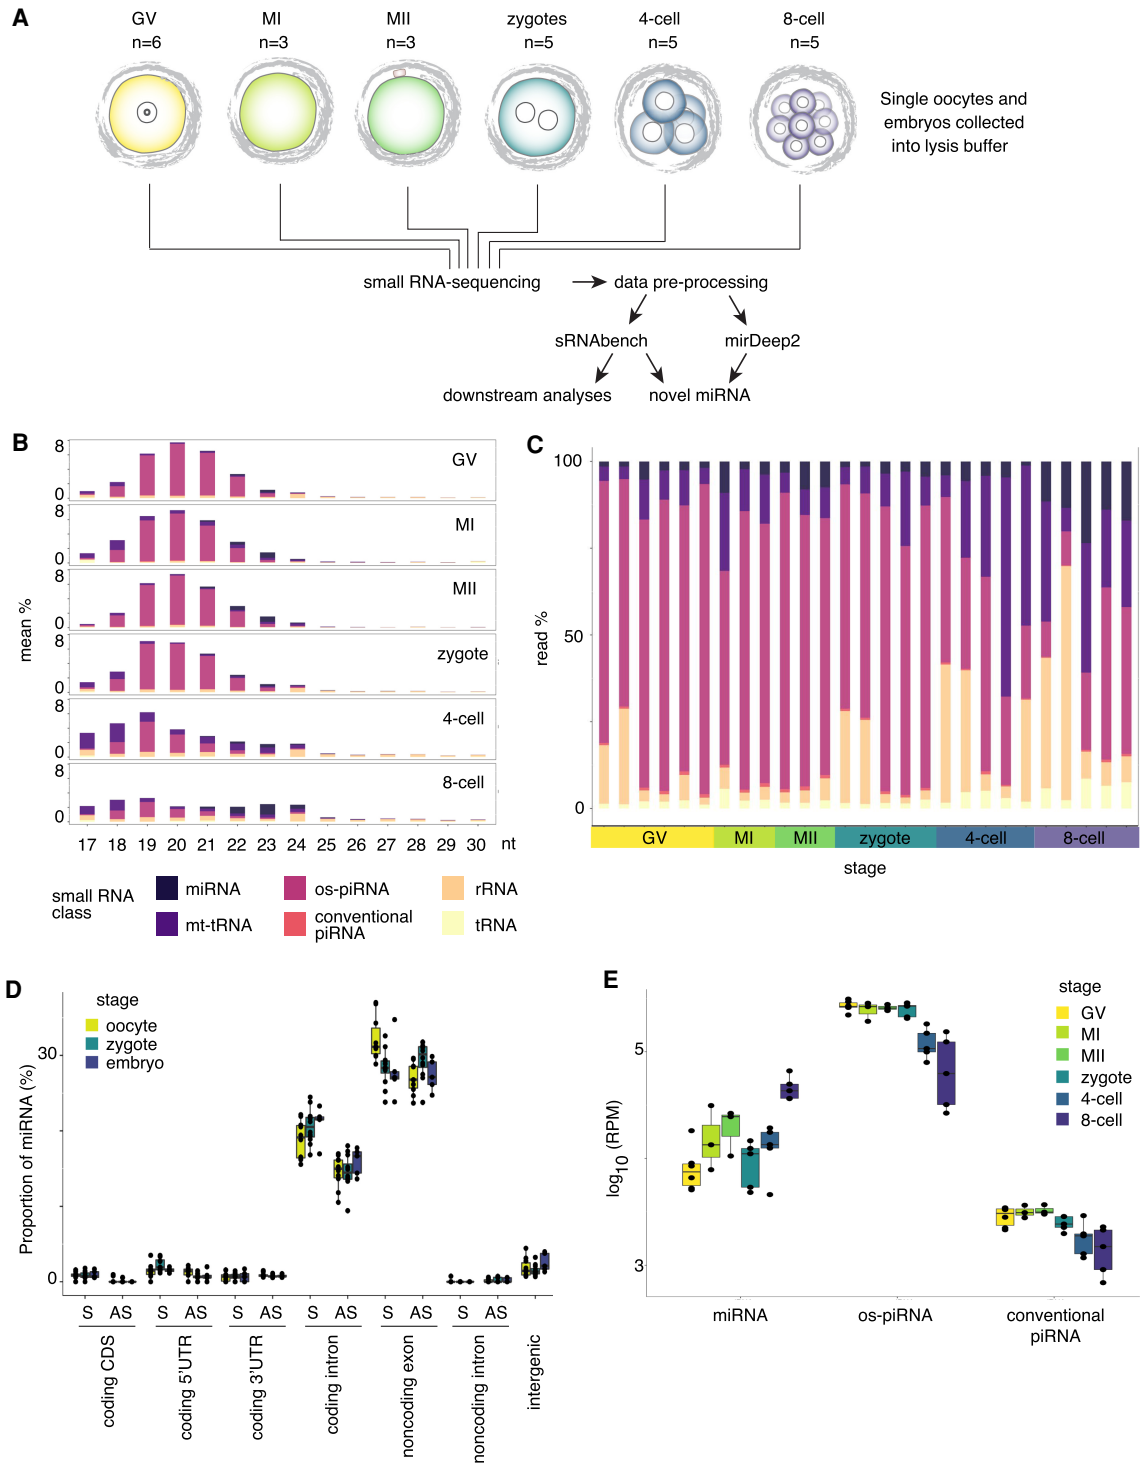 A
GV
n=6
MI
n=3
MII
n=3
zygotes
n=5
4-cell
n=5
8-cell
n=5
Single oocytes and
embryos collected
into lysis buffer
small RNA-sequencing
data pre-processing
sRNAbench
mirDeep2
downstream analyses
novel miRNA
B
mean %
8
0
GV
8
0
MI
8
0
MII
8
0
zygote
8
0
4-cell
8
0
8-cell
17 18 19 20 21 22 23 24 25 26 27 28 29 30 nt
small RNA
class
miRNA
os-piRNA
rRNA
mt-tRNA
conventional
piRNA
tRNA
C
read %
100
50
0
GV
MI
MII
zygote
4-cell
8-cell
stage
D
stage
oocyte
zygote
embryo
Proportion of miRNA (%)
30
0
S AS S AS S AS S AS S AS S AS
coding CDS
coding 5'UTR
coding 3'UTR
coding intron
noncoding exon
noncoding intron
intergenic
E
stage
GV
MI
MII
zygote
4-cell
8-cell
log10 (RPM)
5
3
miRNA
os-piRNA
conventional
piRNA